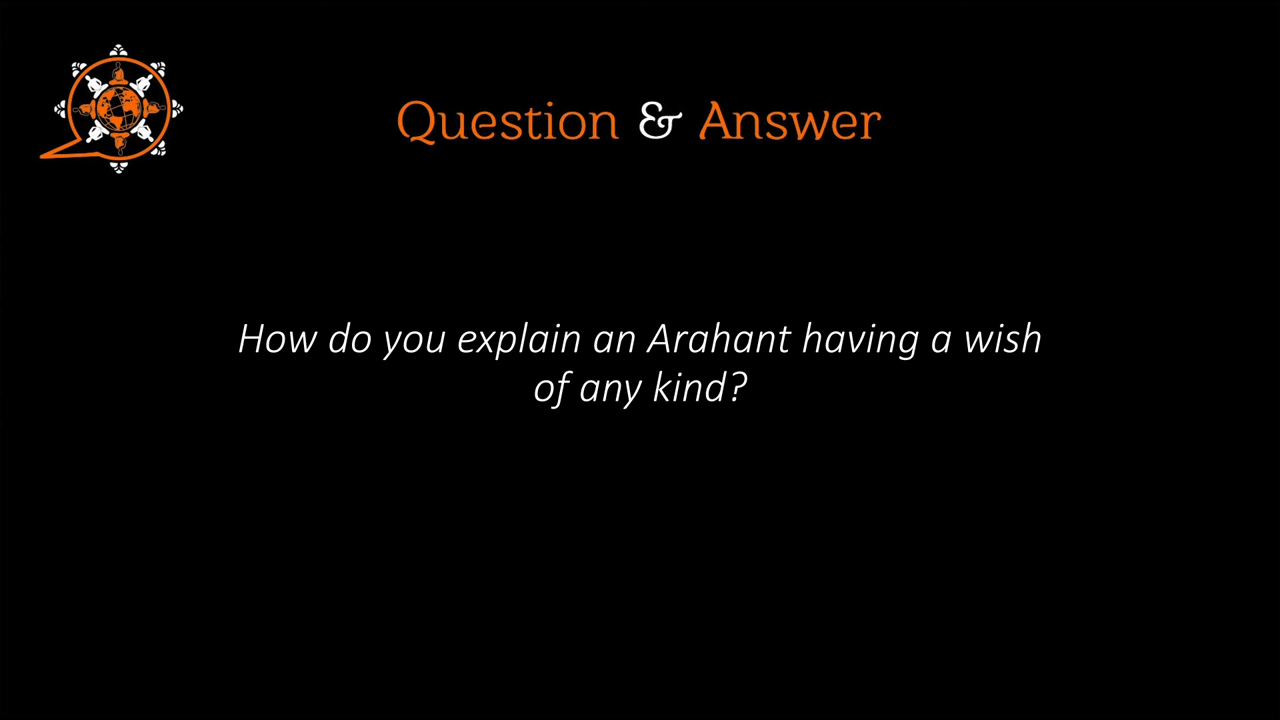 Question & Answer
How do you explain an Arahant having a wish
of any kind?